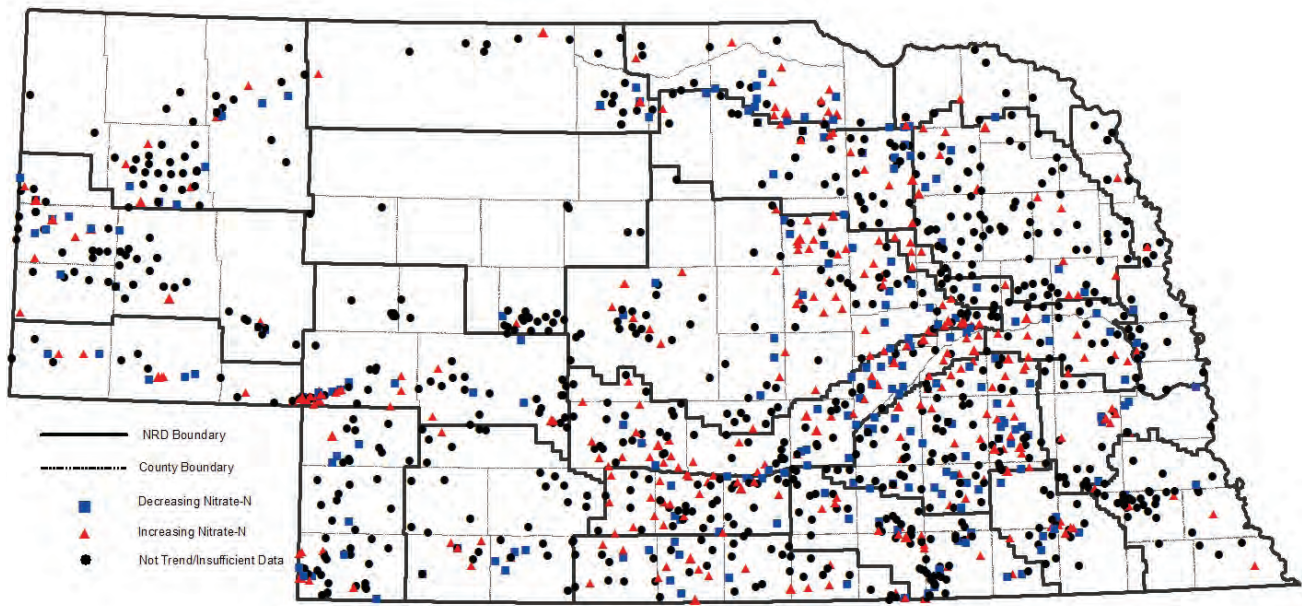 NRD Boundary
County Boundary
Decreasing Nitrate-N
Increasing Nitrate-N
Not Trend/Insufficient Data